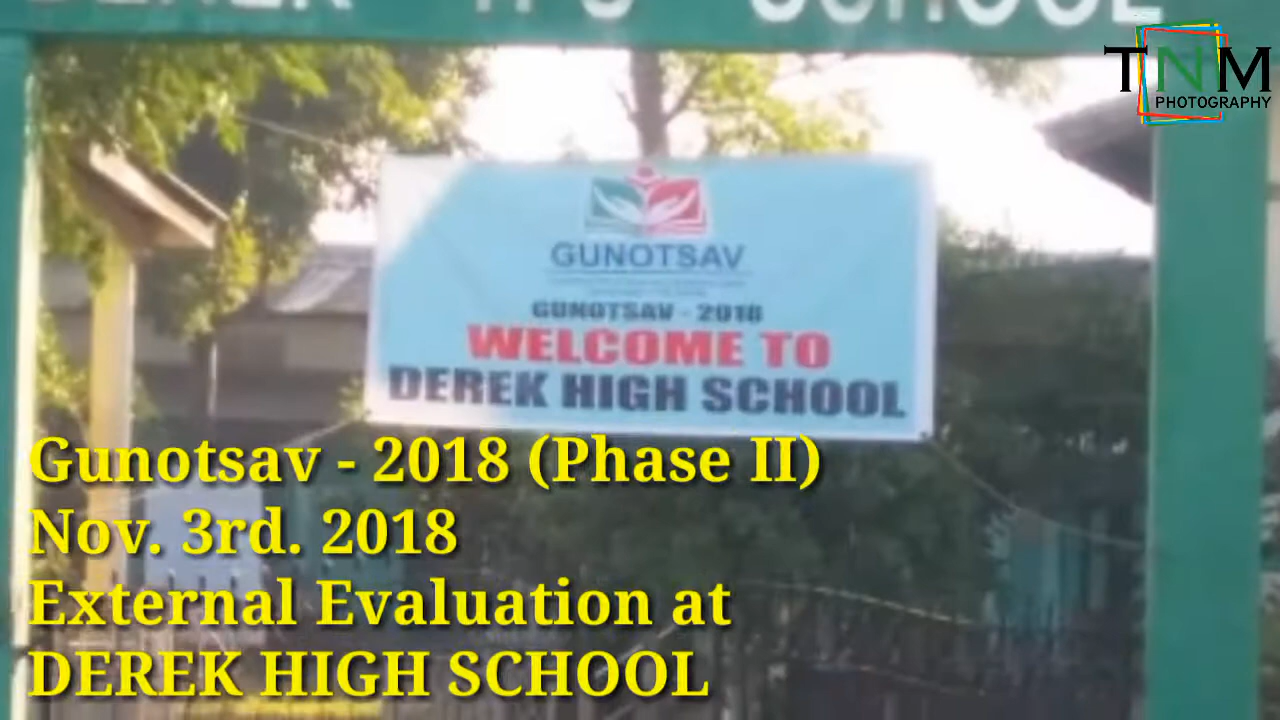 DEREK H S SCHOOL
TNM
PHOTOGRAPHY
GUNOTSAV
GUNOTSAV - 2018
WELCOME TO
DEREK HIGH SCHOOL
Gunotsav - 2018 (Phase II)
Nov. 3rd. 2018
External Evaluation at
DEREK HIGH SCHOOL